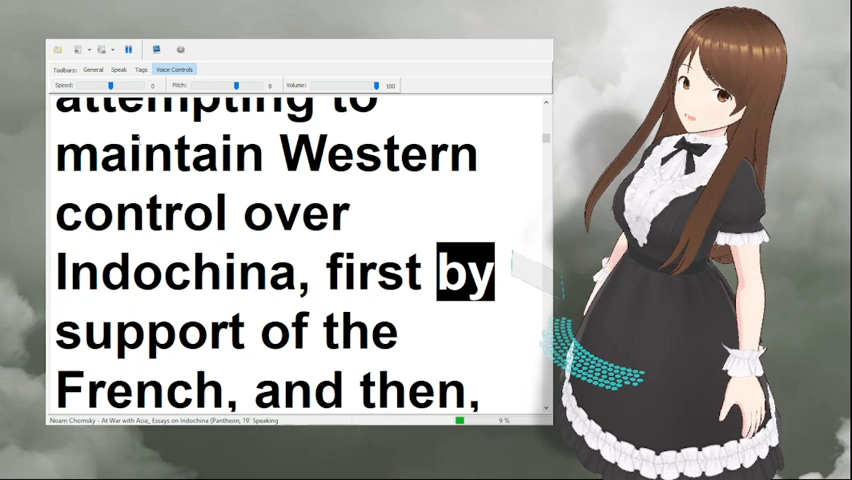 Toolbars: General Speak Tags Voice Controls
Speed: 0 Pitch: 8 Volume: 100
attempting to
maintain Western
control over
Indochina, first by
support of the
French, and then,
Noam Chomsky - At War with Asia_ Essays on Indochina (Pantheon, 19 Speaking 9 %